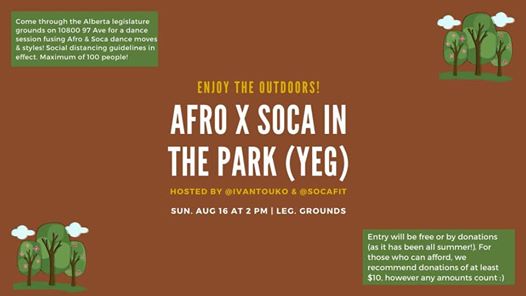 Come through the Alberta legislature
grounds on 10800 97 Ave for a dance
session fusing Afro & Soca dance moves
& styles! Social distancing guidelines in
effect. Maximum of 100 people!
ENJOY THE OUTDOORS!
AFRO X SOCA IN
THE PARK (YEG)
HOSTED BY @IVANTOUKO & @SOCAFIT
SUN. AUG 16 AT 2 PM | LEG. GROUNDS
Entry will be free or by donations
(as it has been all summer!). For
those who can afford, we
recommend donations of at least
$10, however any amounts count :)